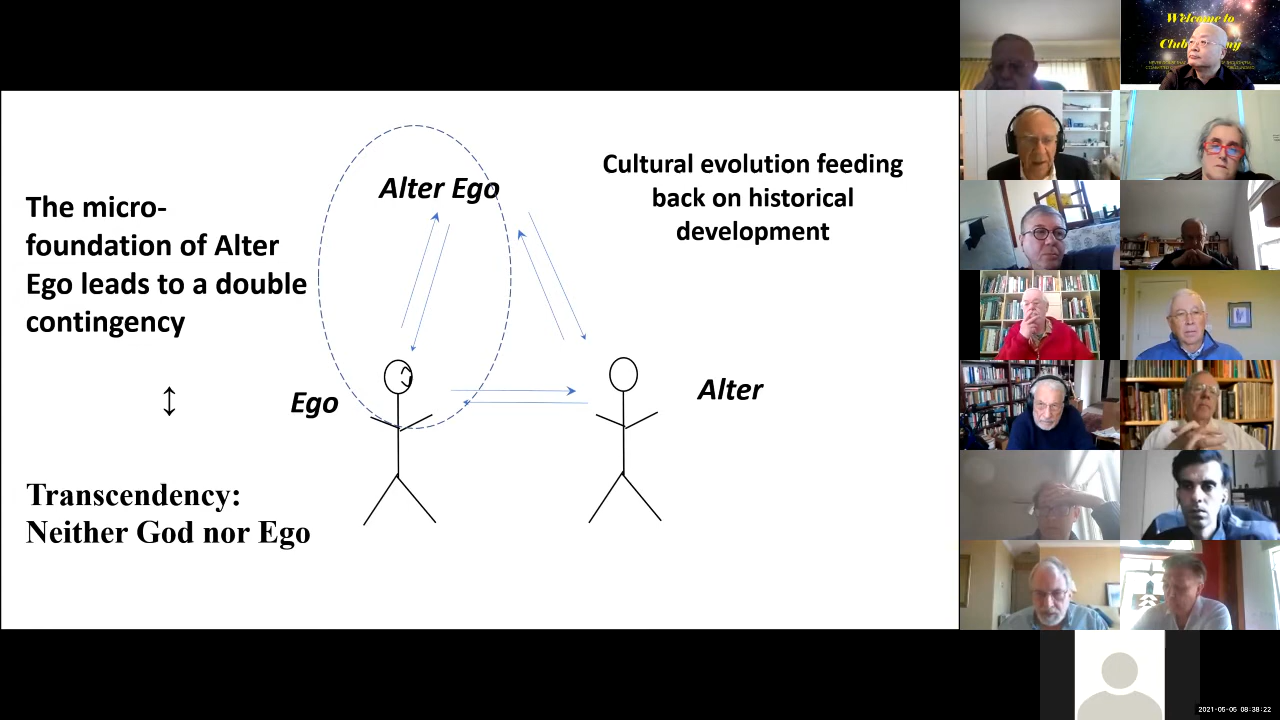 The micro-
foundation of Alter
Ego leads to a double
contingency
Transcendency:
Neither God nor Ego
Alter Ego
Ego
Alter
Cultural evolution feeding
back on historical
development
Welcome to
2021-05-05 08:38:22